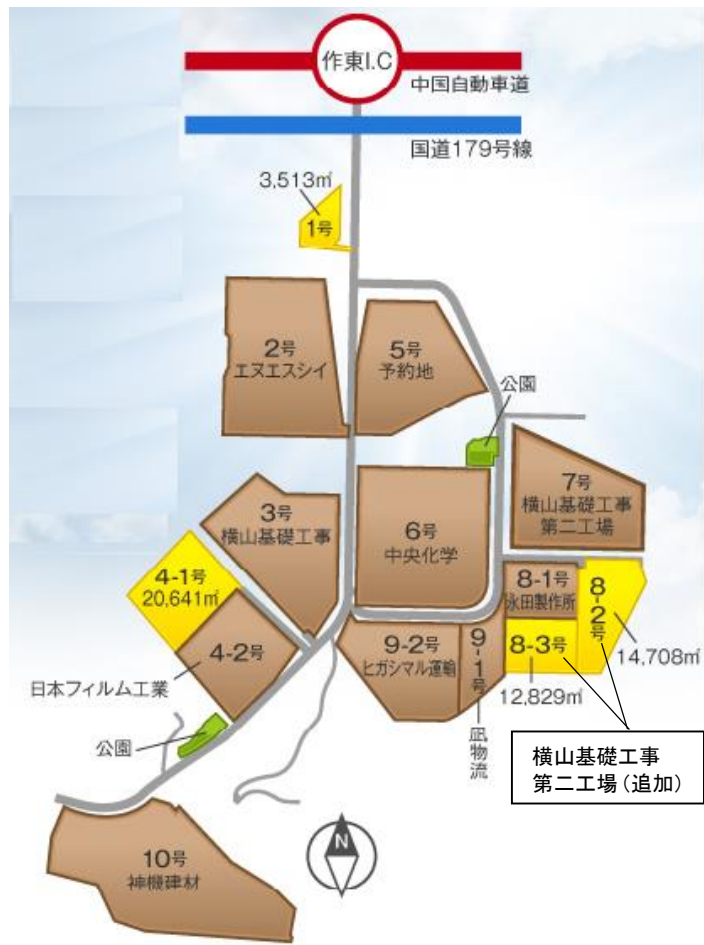 作東I.C
中国自動車道
国道179号線
3,513㎡
1号
2号
エヌエスシイ
5号
予約地
公園
7号
横山基礎工事
第二工場
3号
横山基礎工事
6号
中央化学
4-1号
20,641㎡
8-1号
永田製作所
8-2号
14,708㎡
4-2号
日本フィルム工業
9-2号
ヒガシマル運輸
9-1号
凪物流
8-3号
12,829㎡
公園
横山基礎工事
第二工場（追加）
N
10号
神機建材